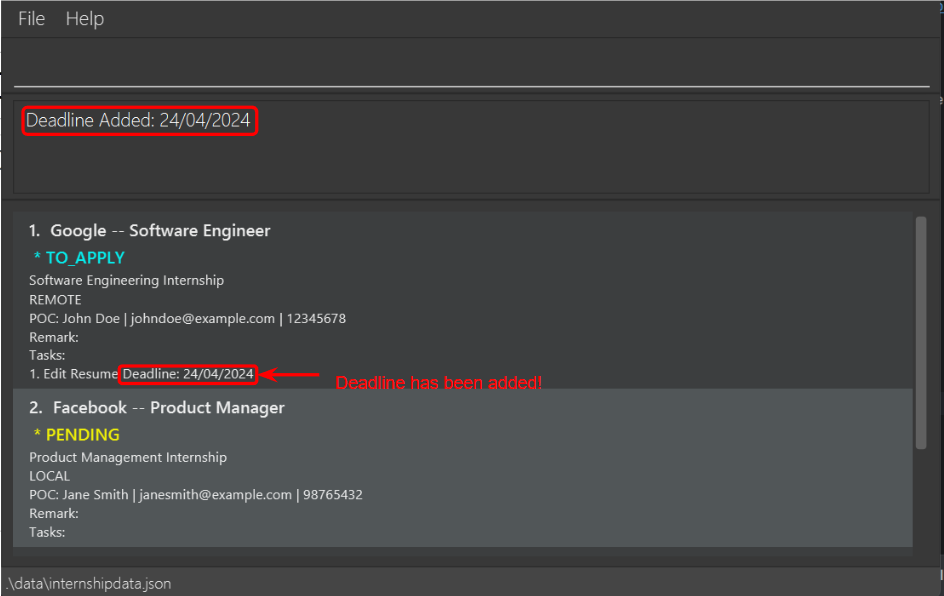 File Help
Deadline Added: 24/04/2024
1. Google -- Software Engineer
* TO_APPLY
Software Engineering Internship
REMOTE
POC: John Doe | johndoe@example.com | 12345678
Remark:
Tasks:
1. Edit Resume Deadline: 24/04/2024
Deadline has been added!
2. Facebook -- Product Manager
* PENDING
Product Management Internship
LOCAL
POC: Jane Smith | janesmith@example.com | 98765432
Remark:
Tasks:
.\data\internshipdata.json